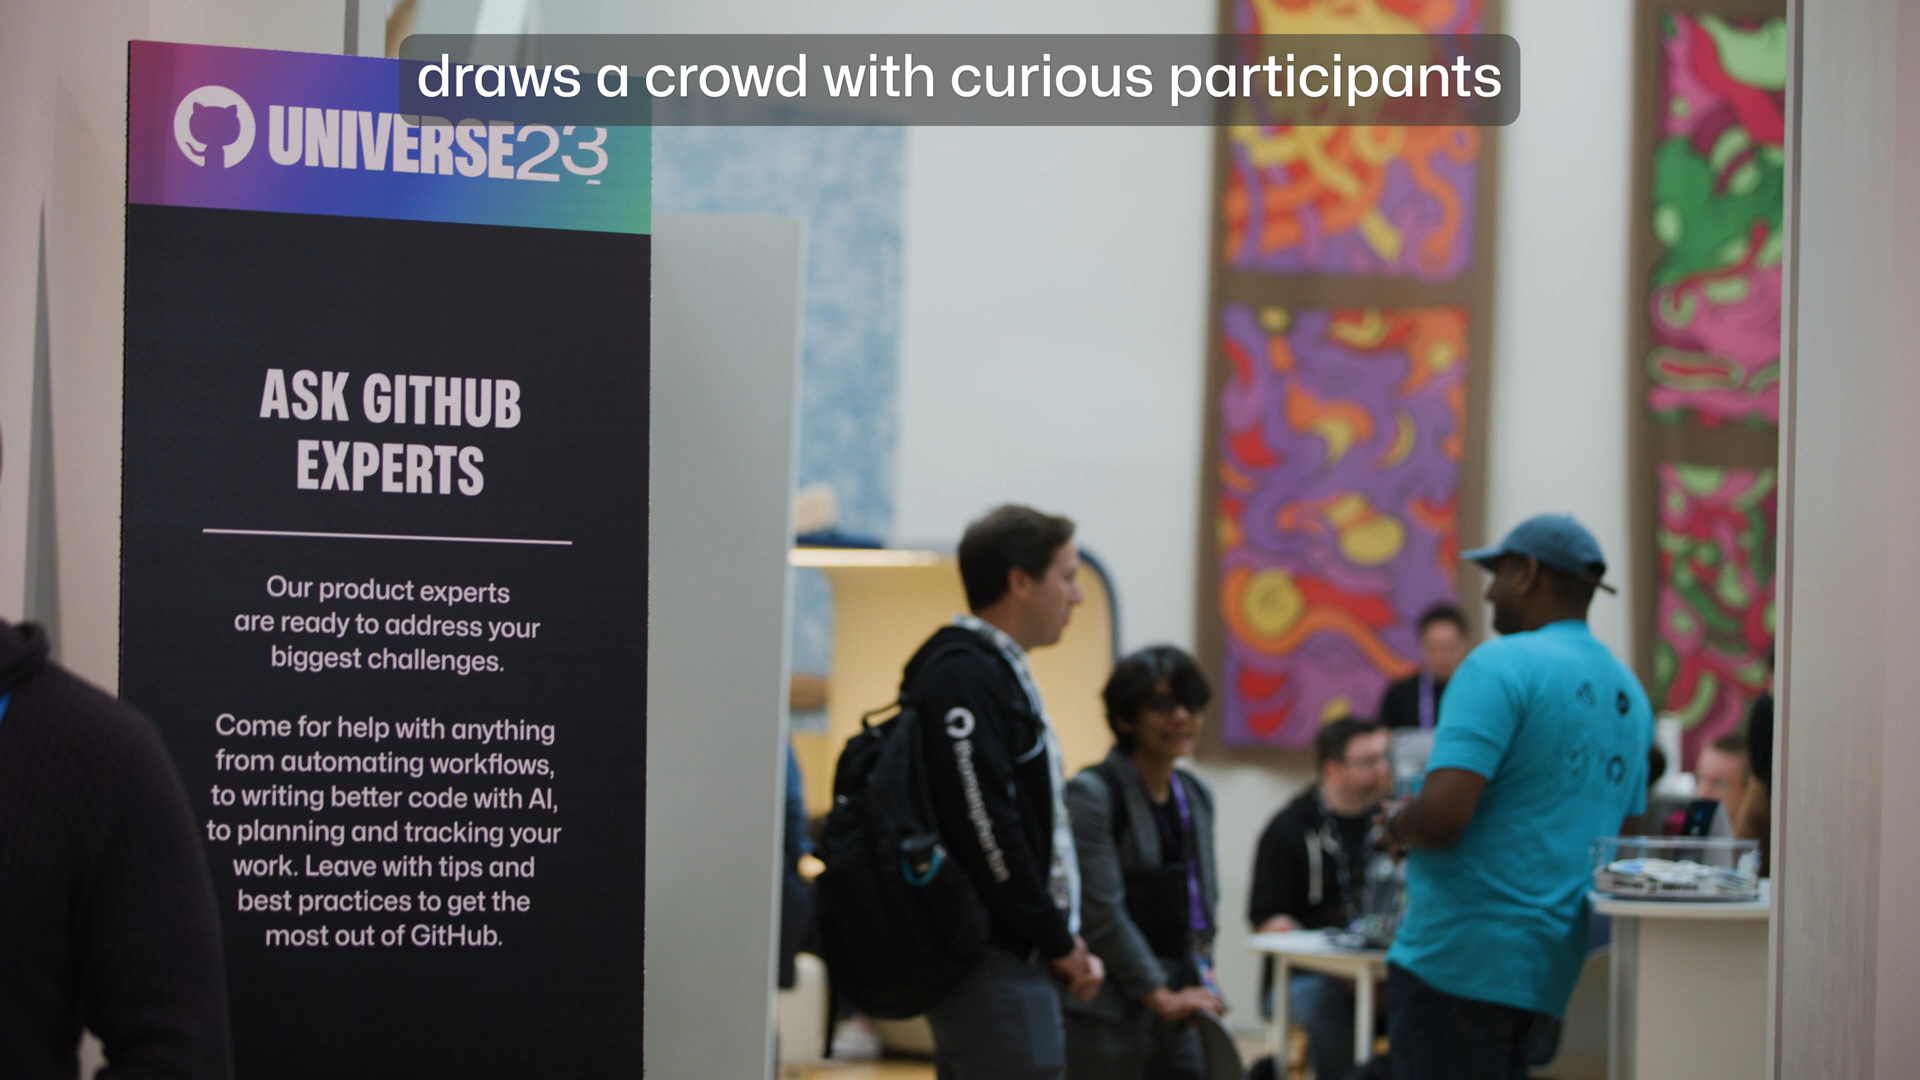 draws a crowd with curious participants
UNIVERSE23
ASK GITHUB
EXPERTS
Our product experts
are ready to address your
biggest challenges.
Come for help with anything
from automating workflows,
to writing better code with AI,
to planning and tracking your
work. Leave with tips and
best practices to get the
most out of GitHub.